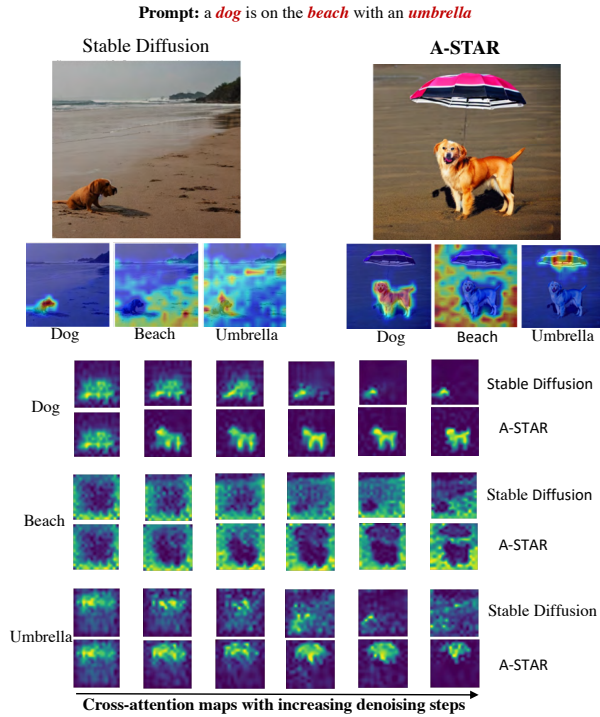 Prompt: a dog is on the beach with an umbrella
Stable Diffusion
A-STAR
Dog
Beach
Umbrella
Dog
Beach
Umbrella
Dog
Stable Diffusion
A-STAR
Beach
Stable Diffusion
A-STAR
Umbrella
Stable Diffusion
A-STAR
Cross-attention maps with increasing denoising steps